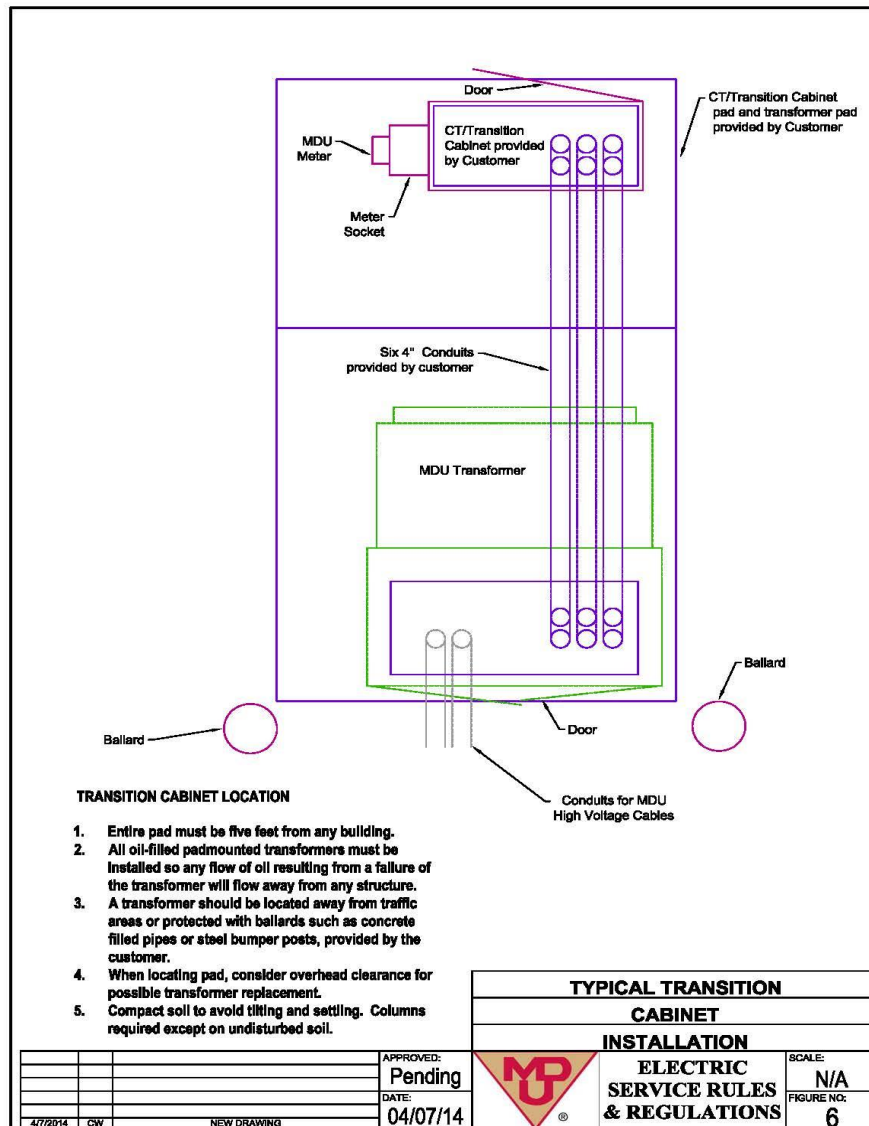 Door
CT/Transition Cabinet
pad and transformer pad
provided by Customer
CT/Transition
Cabinet provided
by Customer
MDU
Meter
Meter
Socket
Six 4" Conduits
provided by customer
MDU Transformer
Ballard
Ballard
Door
Conduits for MDU
High Voltage Cables
TRANSITION CABINET LOCATION
1. Entire pad must be five feet from any building.
2. All oil-filled padmounted transformers must be
installed so any flow of oil resulting from a failure of
the transformer will flow away from any structure.
3. A transformer should be located away from traffic
areas or protected with ballards such as concrete
filled pipes or steel bumper posts, provided by the
customer.
4. When locating pad, consider overhead clearance for
possible transformer replacement.
5. Compact soil to avoid tilting and settling. Columns
required except on undisturbed soil.
TYPICAL TRANSITION
CABINET
INSTALLATION
APPROVED:
Pending
DATE:
04/07/14
MDU
®
ELECTRIC
SERVICE RULES
& REGULATIONS
SCALE:
N/A
FIGURE NO:
6
4/7/2014 CW NEW DRAWING